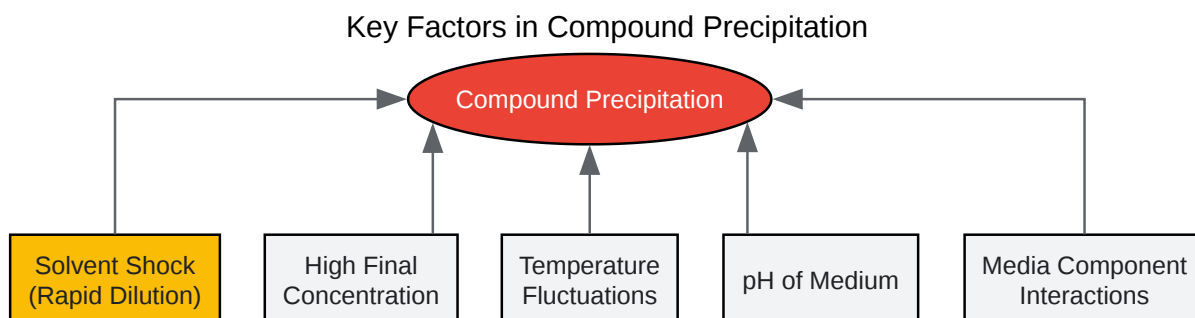 Key Factors in Compound Precipitation
Compound Precipitation
Solvent Shock
(Rapid Dilution)
High Final
Concentration
Temperature
Fluctuations
pH of Medium
Media Component
Interactions